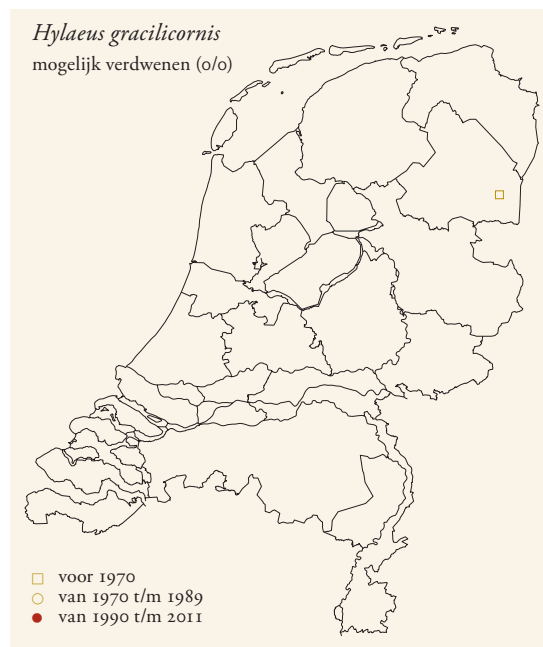 Hylaeus gracilicornis
mogelijk verdwenen (0/0)
voor 1970
van 1970 t/m 1989
van 1990 t/m 2011